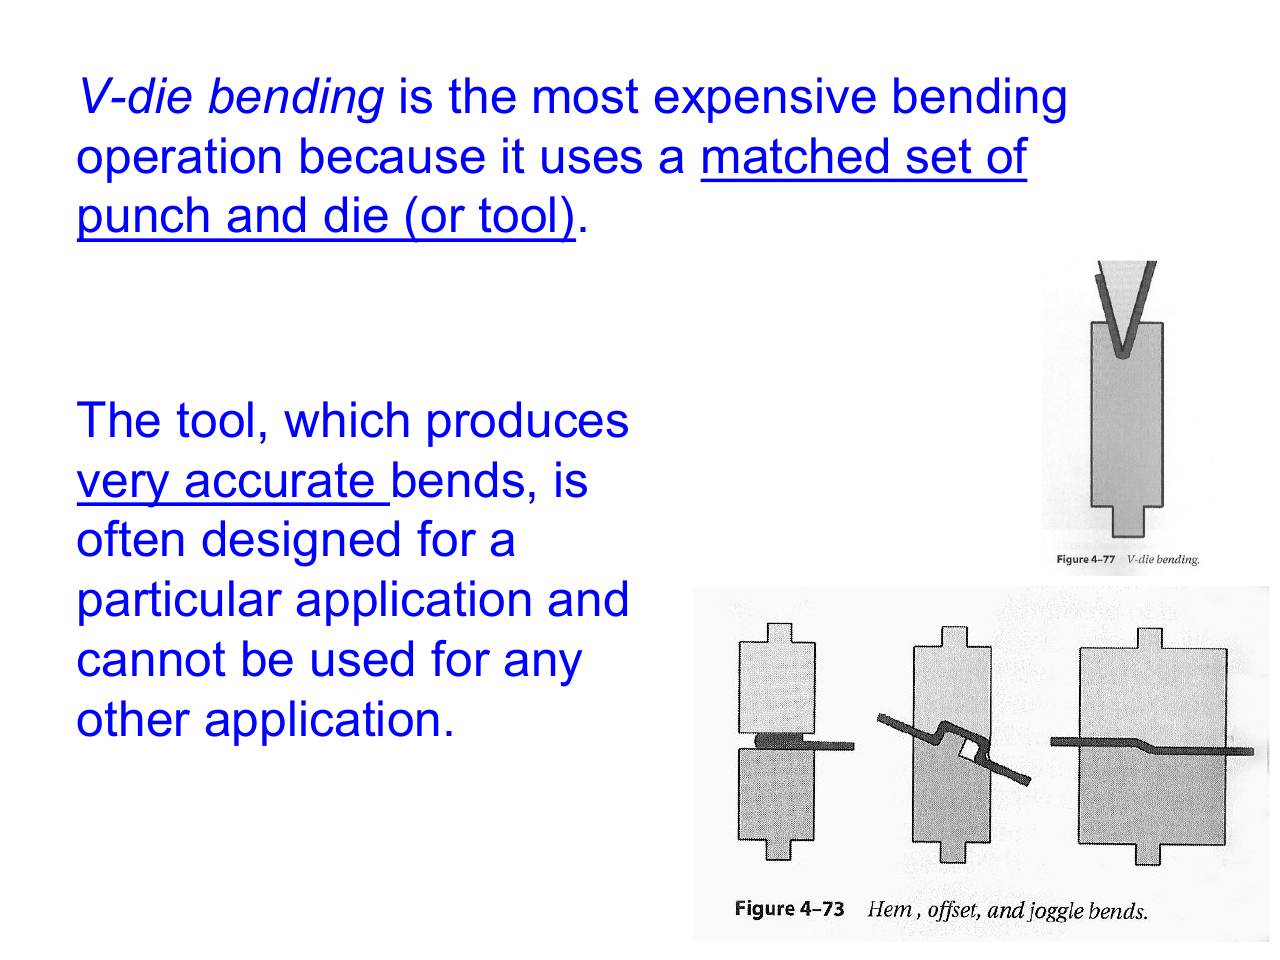 V-die bending is the most expensive bending
operation because it uses a matched set of
punch and die (or tool).
The tool, which produces
very accurate bends, is
often designed for a
particular application and
cannot be used for any
other application.
Figure 4–77 V-die bending.
Figure 4–73 Hem , offset, and joggle bends.